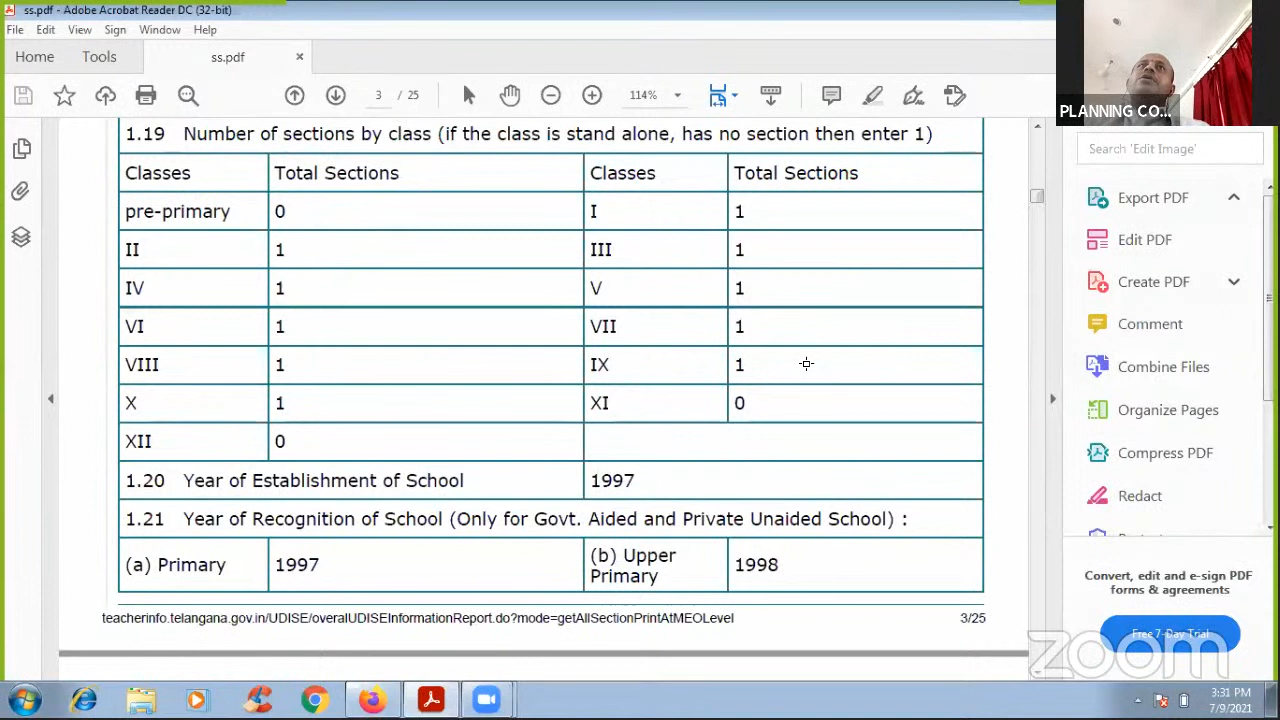 ss.pdf - Adobe Acrobat Reader DC (32-bit)
File Edit View Sign Window Help
Home Tools ss.pdf ×
3 / 25 114%
PLANNING CO...
1.19 Number of sections by class (if the class is stand alone, has no section then enter 1)
Classes Total Sections Classes Total Sections
pre-primary 0 I 1
II 1 III 1
IV 1 V 1
VI 1 VII 1
VIII 1 IX 1
X 1 XI 0
XII 0
1.20 Year of Establishment of School 1997
1.21 Year of Recognition of School (Only for Govt. Aided and Private Unaided School) :
(a) Primary 1997 (b) Upper Primary 1998
teacherinfo.telangana.gov.in/UDISE/overalUDISEInformationReport.do?mode=getAllSectionPrintAtMEOLevel 3/25
Search 'Edit Image'
Export PDF
Edit PDF
Create PDF
Comment
Combine Files
Organize Pages
Compress PDF
Redact
Convert, edit and e-sign PDF
forms & agreements
Free 7-Day Trial
zoom
3:31 PM
7/9/2021